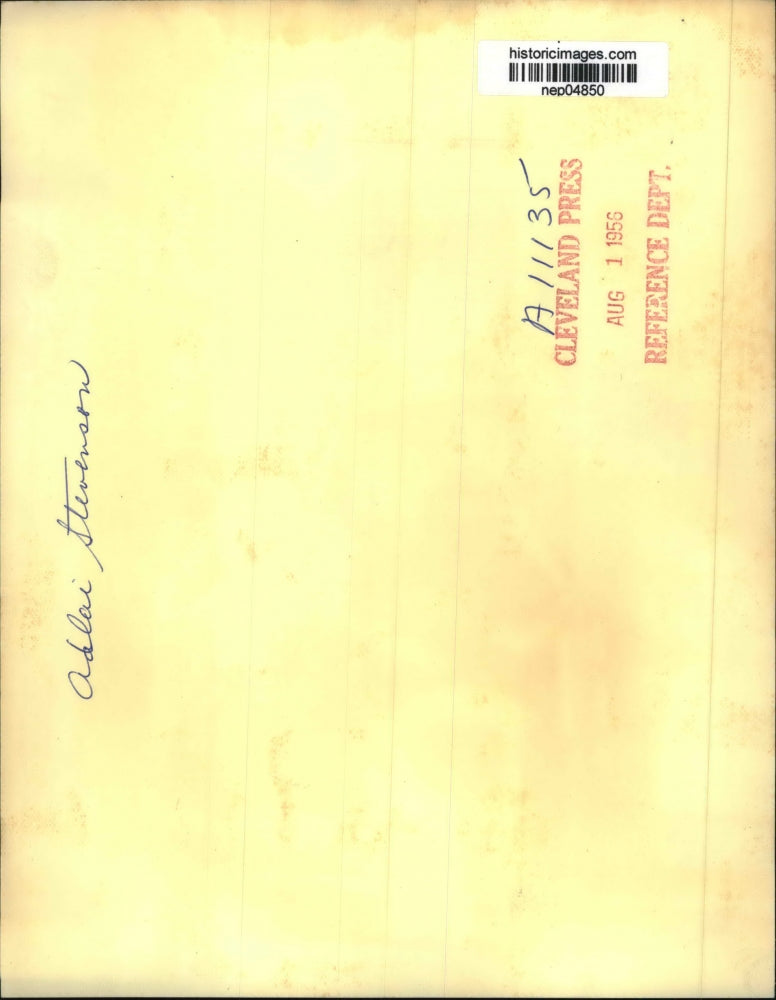 historicimages.com
nep04850
A 11135
CLEVELAND PRESS
AUG 1 1956
REFERENCE DEPT.
Adlai Stevenson